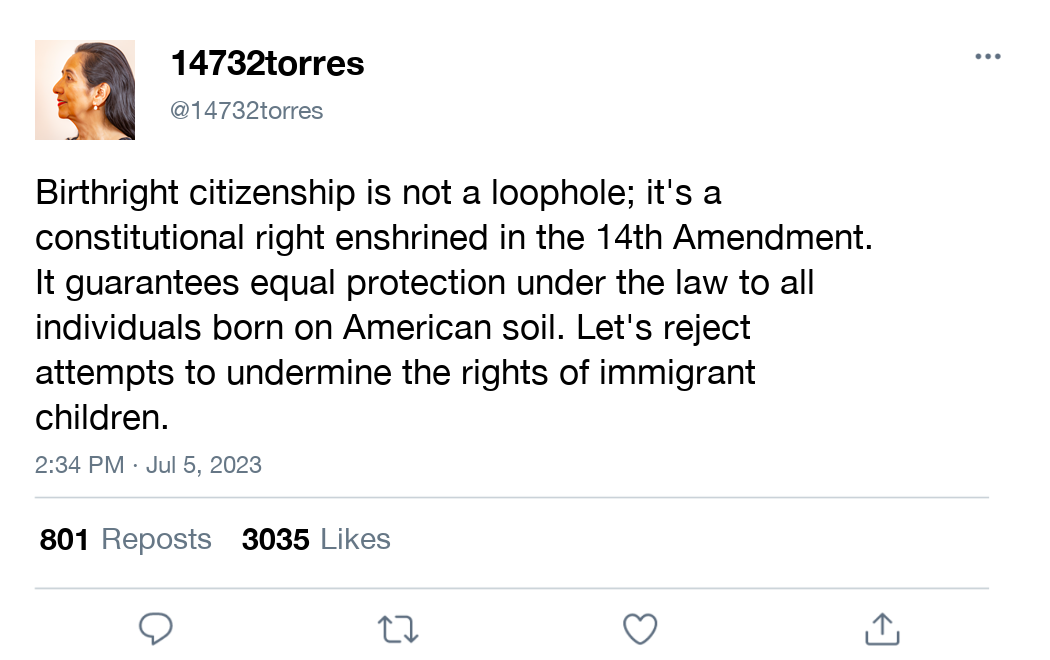 14732torres
@14732torres
Birthright citizenship is not a loophole; it's a
constitutional right enshrined in the 14th Amendment.
It guarantees equal protection under the law to all
individuals born on American soil. Let's reject
attempts to undermine the rights of immigrant
children.
2:34 PM · Jul 5, 2023
801 Reposts 3035 Likes